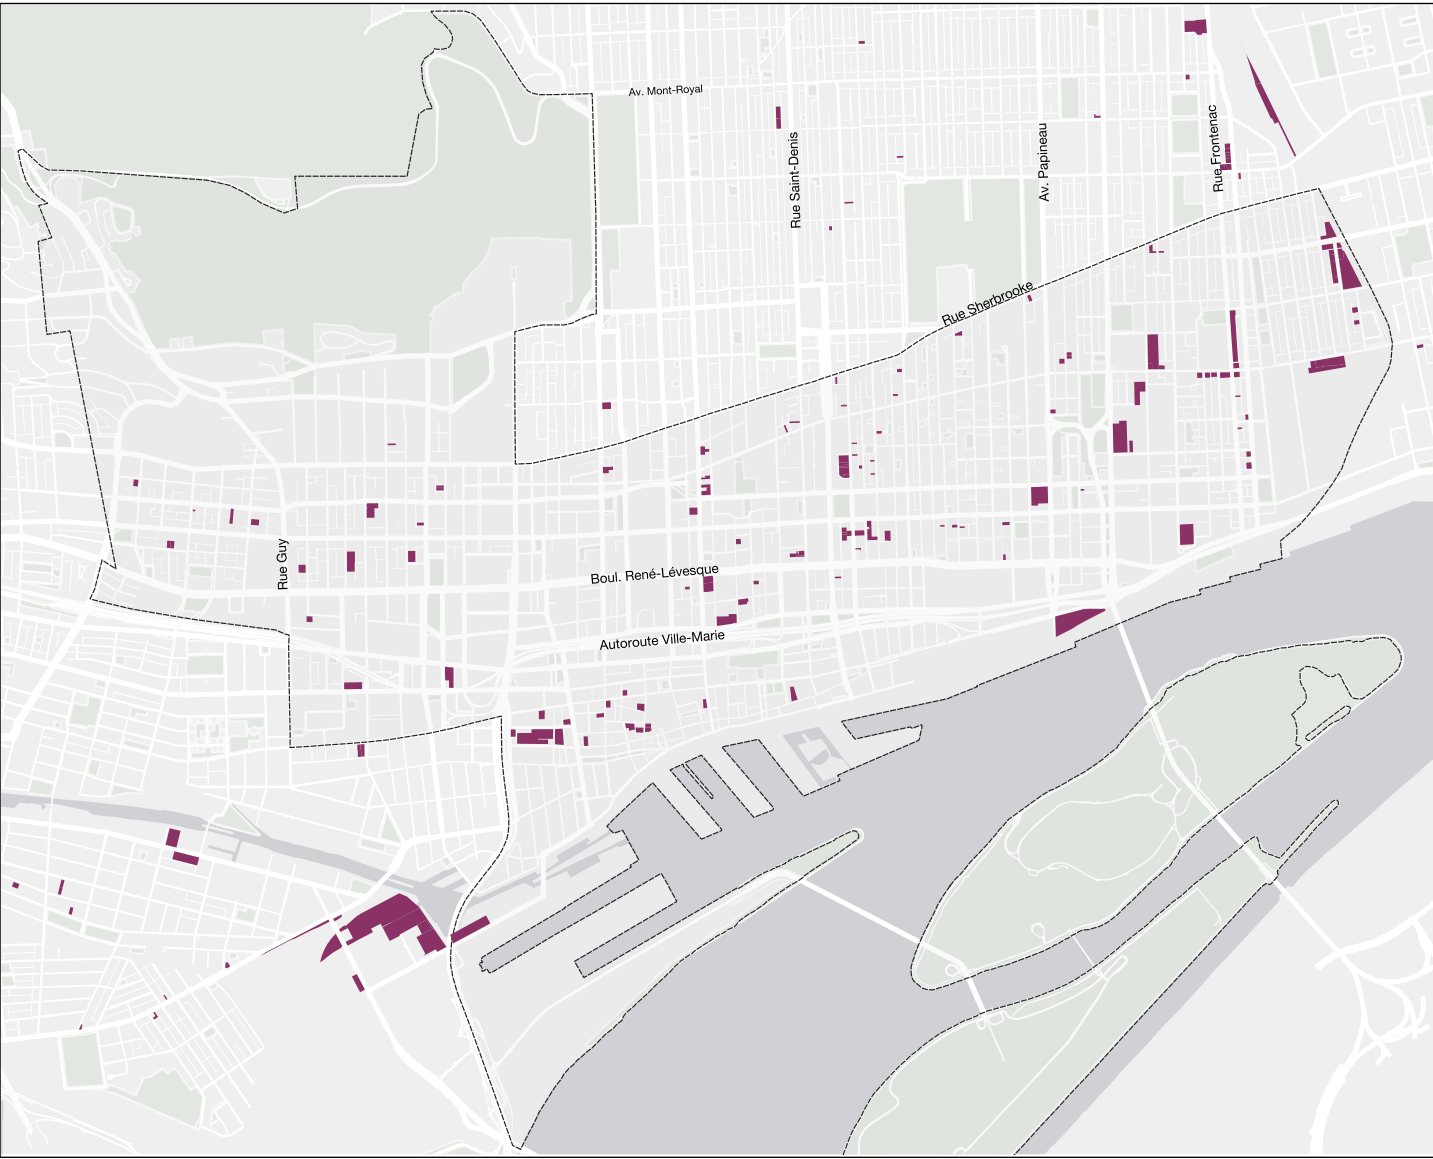 Av. Mont-Royal
Rue Saint-Denis
Av. Papineau
Rue Frontenac
Rue Sherbrooke
Rue Guy
Boul. René-Lévesque
Autoroute Ville-Marie